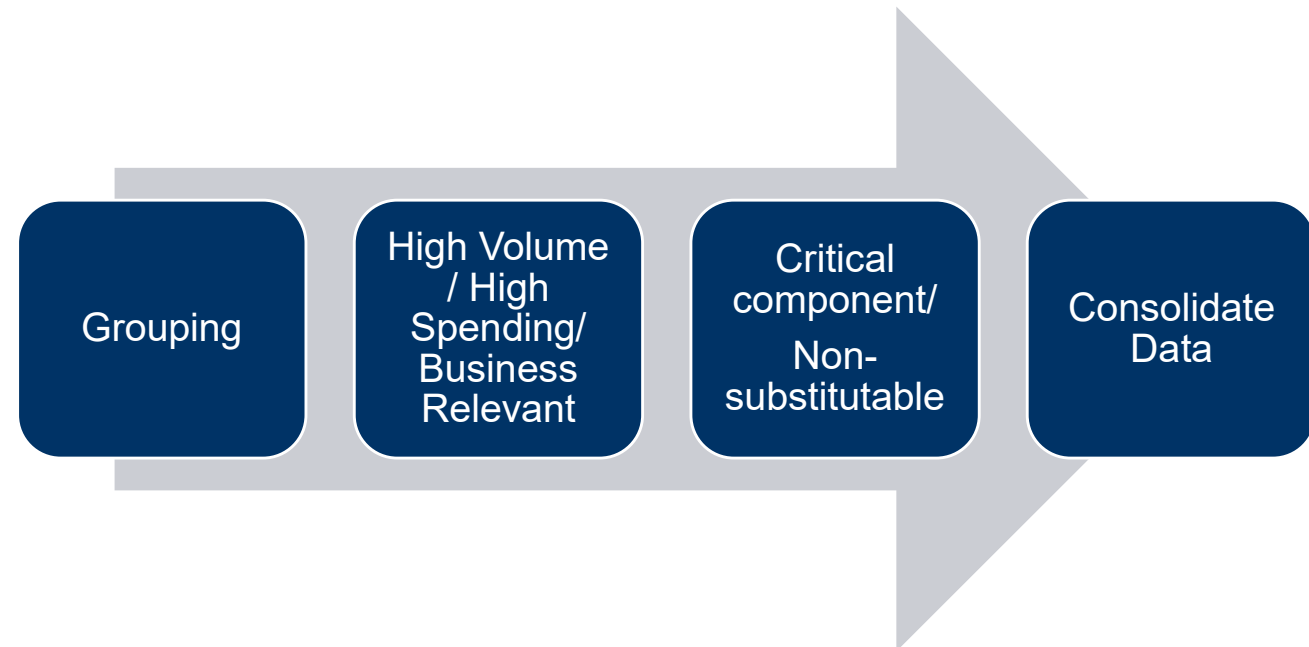 Grouping
High Volume
/ High
Spending/
Business
Relevant
Critical
component/
Non-
substitutable
Consolidate
Data